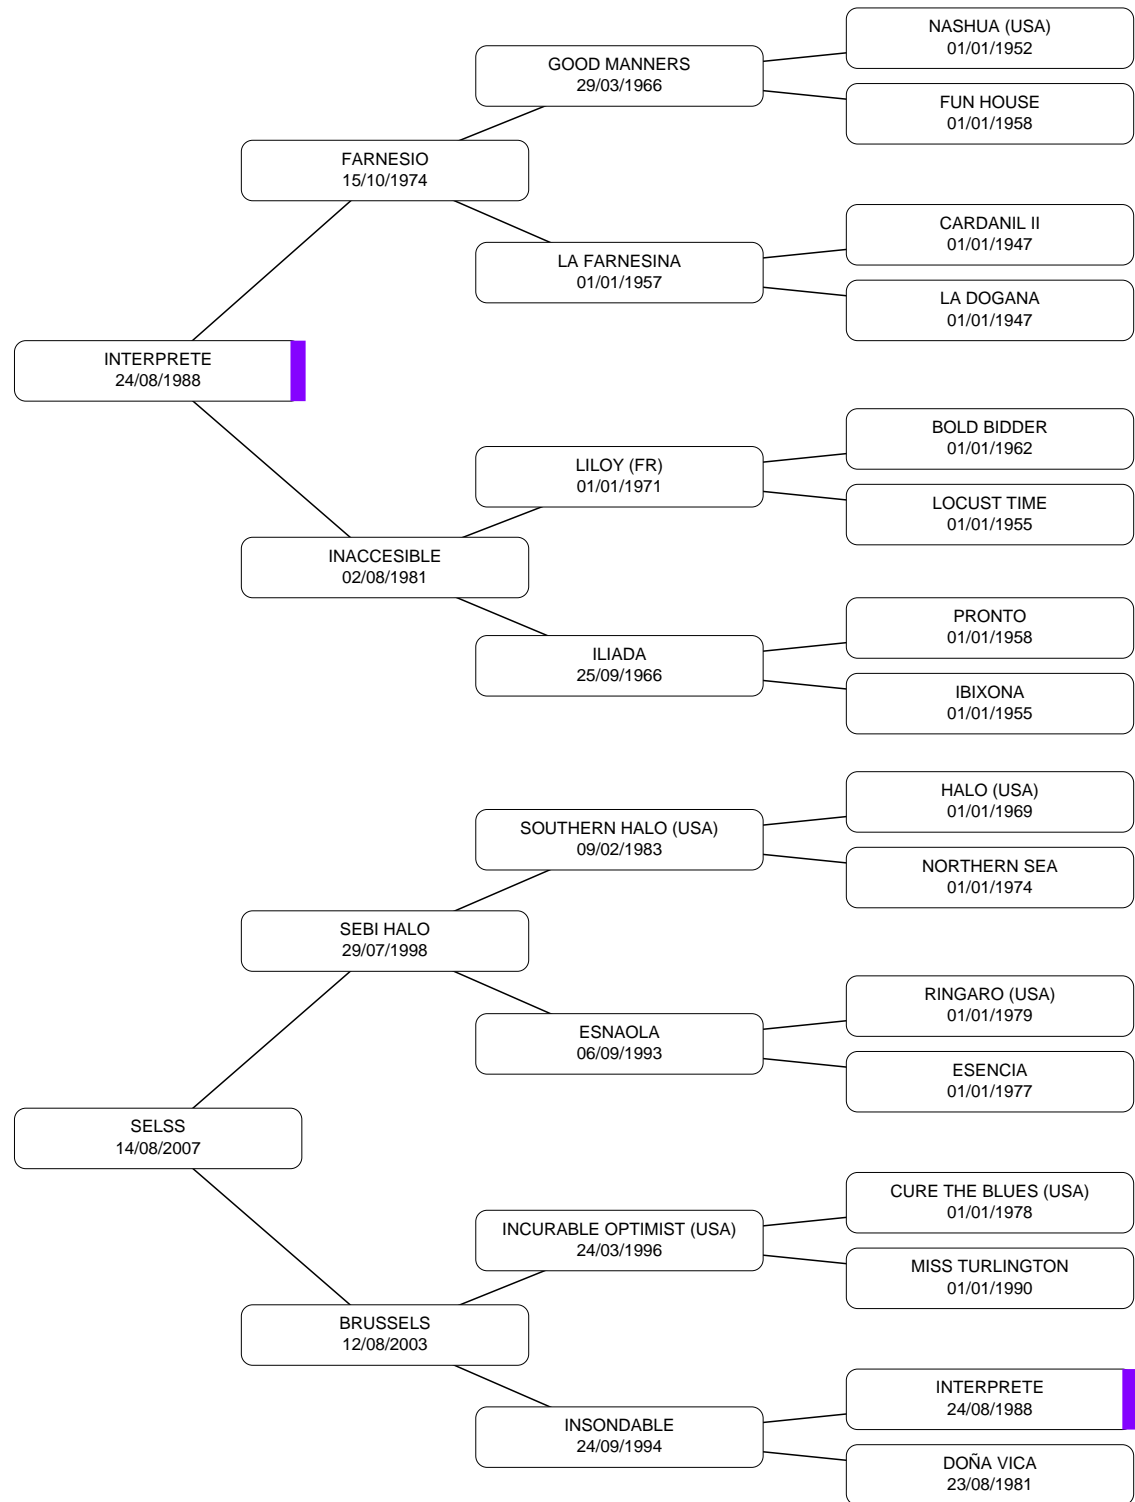 NASHUA (USA)
01/01/1952
GOOD MANNERS
29/03/1966
FUN HOUSE
01/01/1958
FARNESIO
15/10/1974
CARDANIL II
01/01/1947
LA FARNESINA
01/01/1957
LA DOGANA
01/01/1947
INTERPRETE
24/08/1988
BOLD BIDDER
01/01/1962
LILOY (FR)
01/01/1971
LOCUST TIME
01/01/1955
INACCESIBLE
02/08/1981
PRONTO
01/01/1958
ILIADA
25/09/1966
IBIXONA
01/01/1955
HALO (USA)
01/01/1969
SOUTHERN HALO (USA)
09/02/1983
NORTHERN SEA
01/01/1974
SEBI HALO
29/07/1998
RINGARO (USA)
01/01/1979
ESNAOLA
06/09/1993
ESENCIA
01/01/1977
SELSS
14/08/2007
CURE THE BLUES (USA)
01/01/1978
INCURABLE OPTIMIST (USA)
24/03/1996
MISS TURLINGTON
01/01/1990
BRUSSELS
12/08/2003
INTERPRETE
24/08/1988
INSONDABLE
24/09/1994
DOÑA VICA
23/08/1981